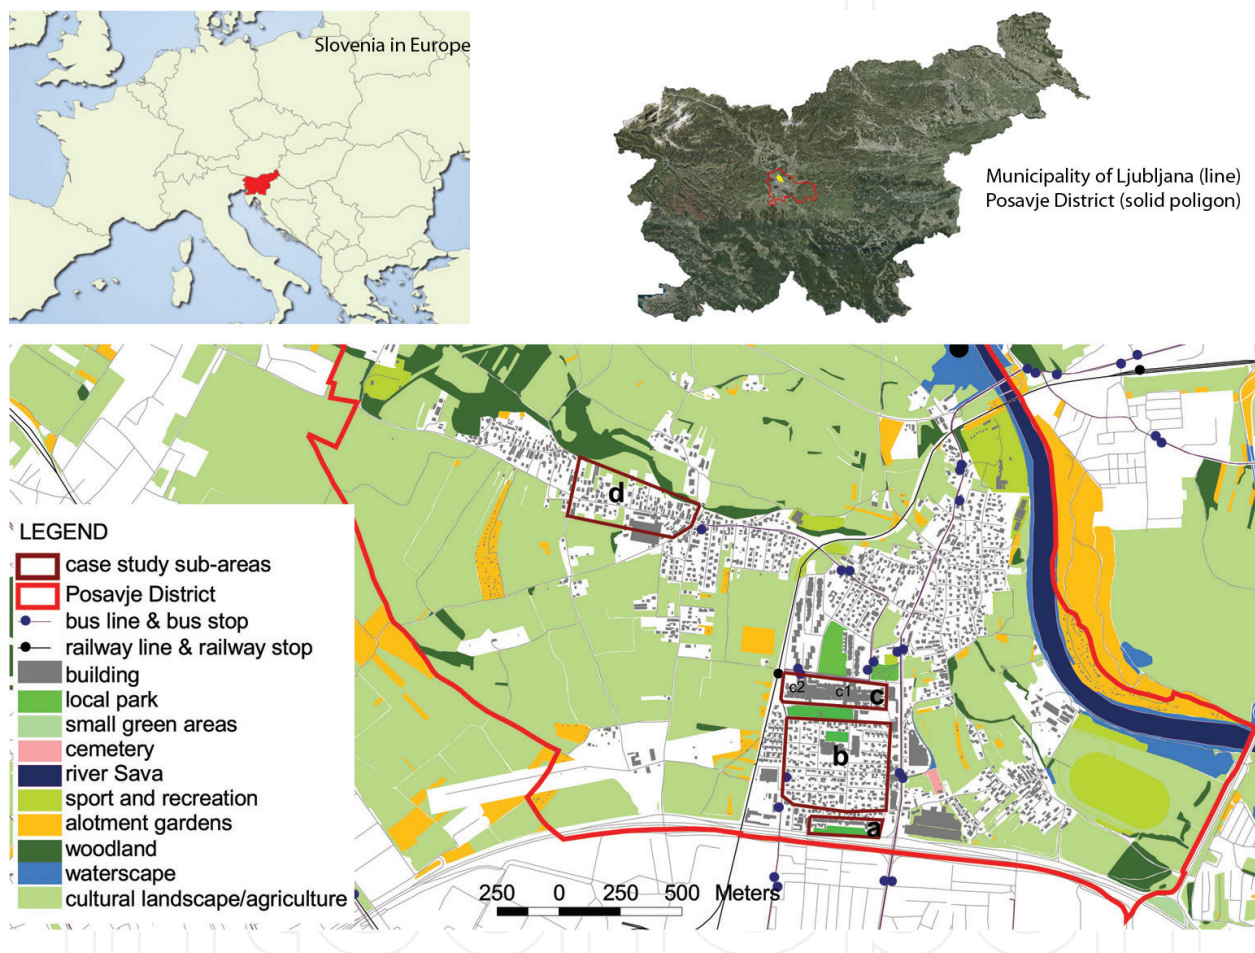 Slovenia in Europe
Municipality of Ljubljana (line)
Posavje District (solid poligon)
d
c2
c1
c
b
a
LEGEND
case study sub-areas
Posavje District
bus line & bus stop
railway line & railway stop
building
local park
small green areas
cemetery
river Sava
sport and recreation
alotment gardens
woodland
waterscape
cultural landscape/agriculture
250 0 250 500 Meters